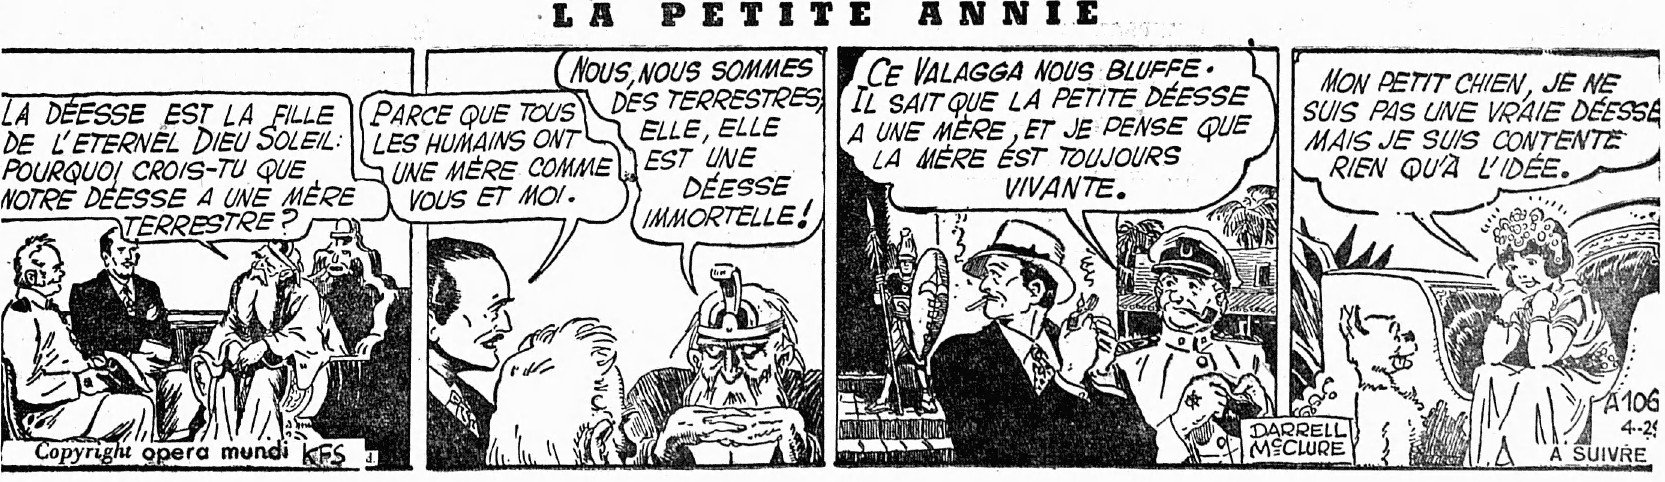 LA PETITE ANNIE
LA DÉESSE EST LA FILLE
DE L'ETERNEL DIEU SOLEIL:
POURQUOI CROIS-TU QUE
NOTRE DÉESSE A UNE MÈRE
TERRESTRE?
Copyright opera mundi KFS
PARCE QUE TOUS
LES HUMAINS ONT
UNE MÈRE COMME
VOUS ET MOI.
NOUS, NOUS SOMMES
DES TERRESTRES,
ELLE, ELLE
EST UNE
DÉESSE
IMMORTELLE!
CE VALAGGA NOUS BLUFFE.
IL SAIT QUE LA PETITE DÉESSE
A UNE MÈRE, ET JE PENSE QUE
LA MÈRE EST TOUJOURS
VIVANTE.
DARRELL
McCLURE
MON PETIT CHIEN, JE NE
SUIS PAS UNE VRAIE DÉESSE
MAIS JE SUIS CONTENTE
RIEN QU'À L'IDÉE.
A106
4-29
A SUIVRE